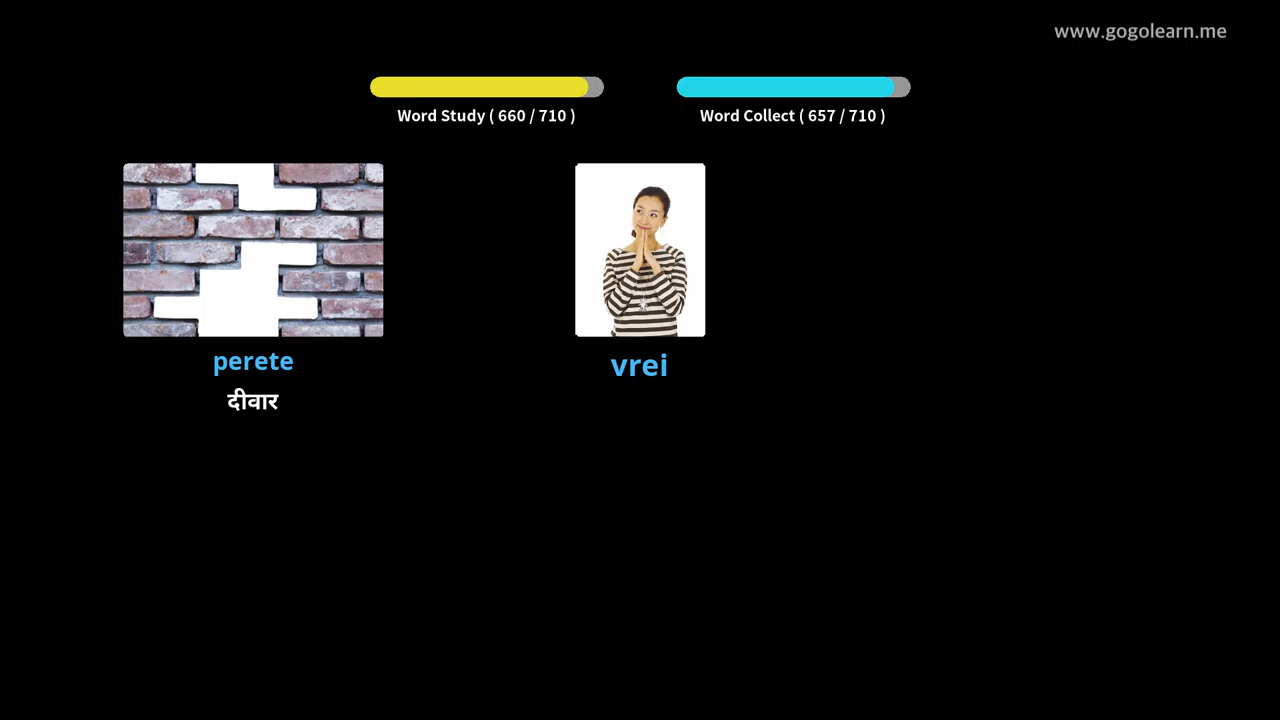 www.gogolearn.me
Word Study ( 660 / 710 )
Word Collect ( 657 / 710 )
perete
दीवार
vrei